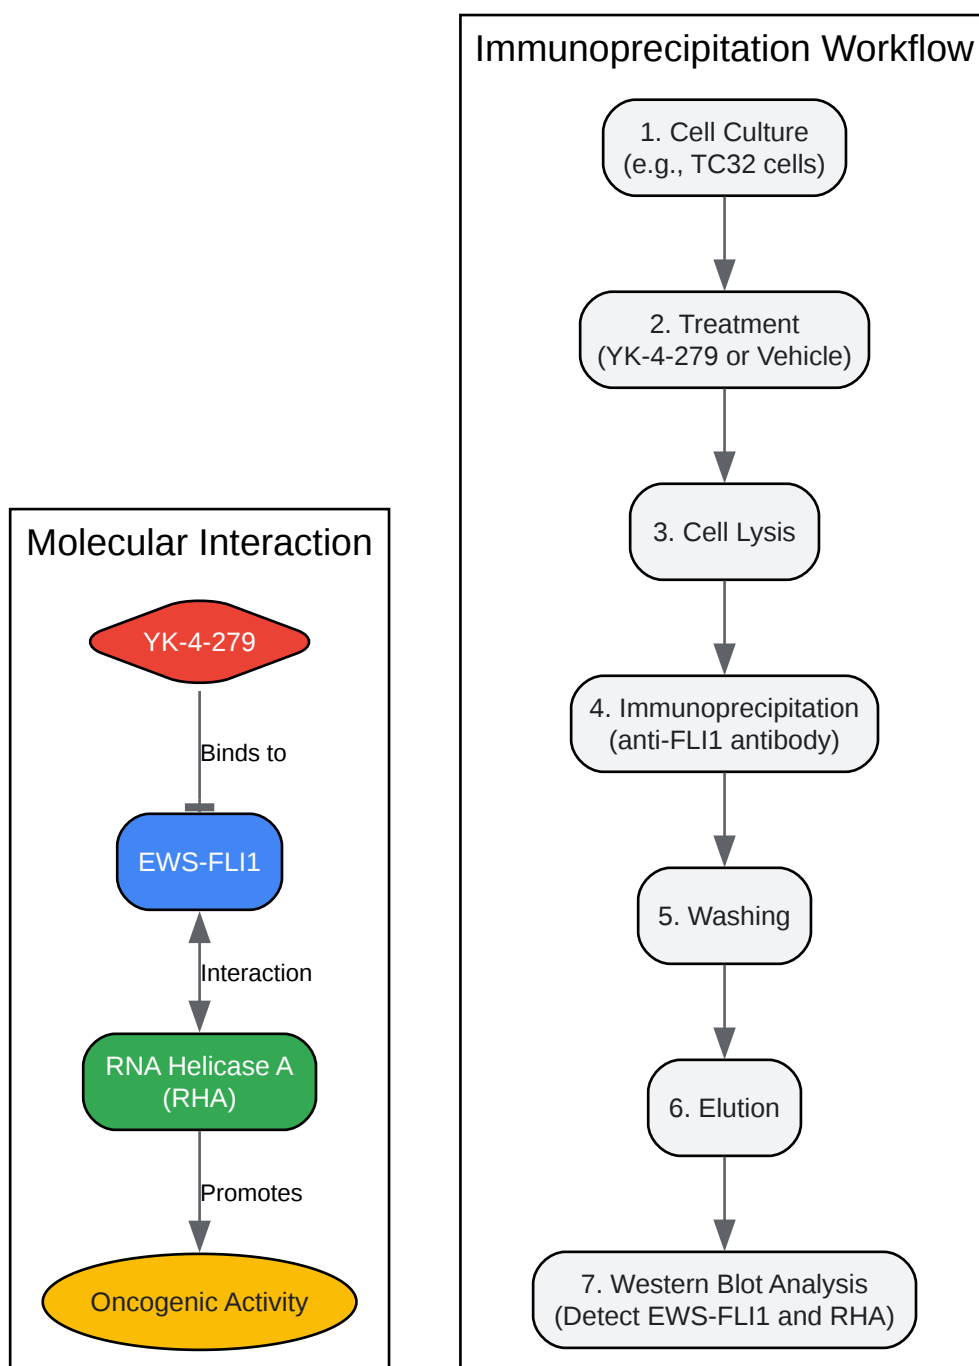 Molecular Interaction
YK-4-279
Binds to
EWS-FLI1
Interaction
RNA Helicase A
(RHA)
Promotes
Oncogenic Activity
Immunoprecipitation Workflow
1. Cell Culture
(e.g., TC32 cells)
2. Treatment
(YK-4-279 or Vehicle)
3. Cell Lysis
4. Immunoprecipitation
(anti-FLI1 antibody)
5. Washing
6. Elution
7. Western Blot Analysis
(Detect EWS-FLI1 and RHA)